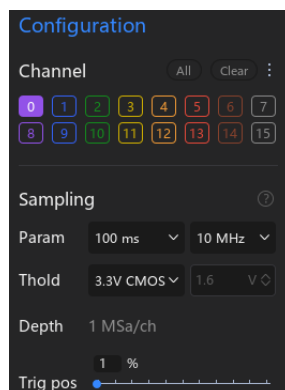 Configuration
Channel All Clear
0 1 2 3 4 5 6 7
8 9 10 11 12 13 14 15
Sampling ?
Param 100 ms 10 MHz
Thold 3.3V CMOS 1.6 V
Depth 1 MSa/ch
1 %
Trig pos